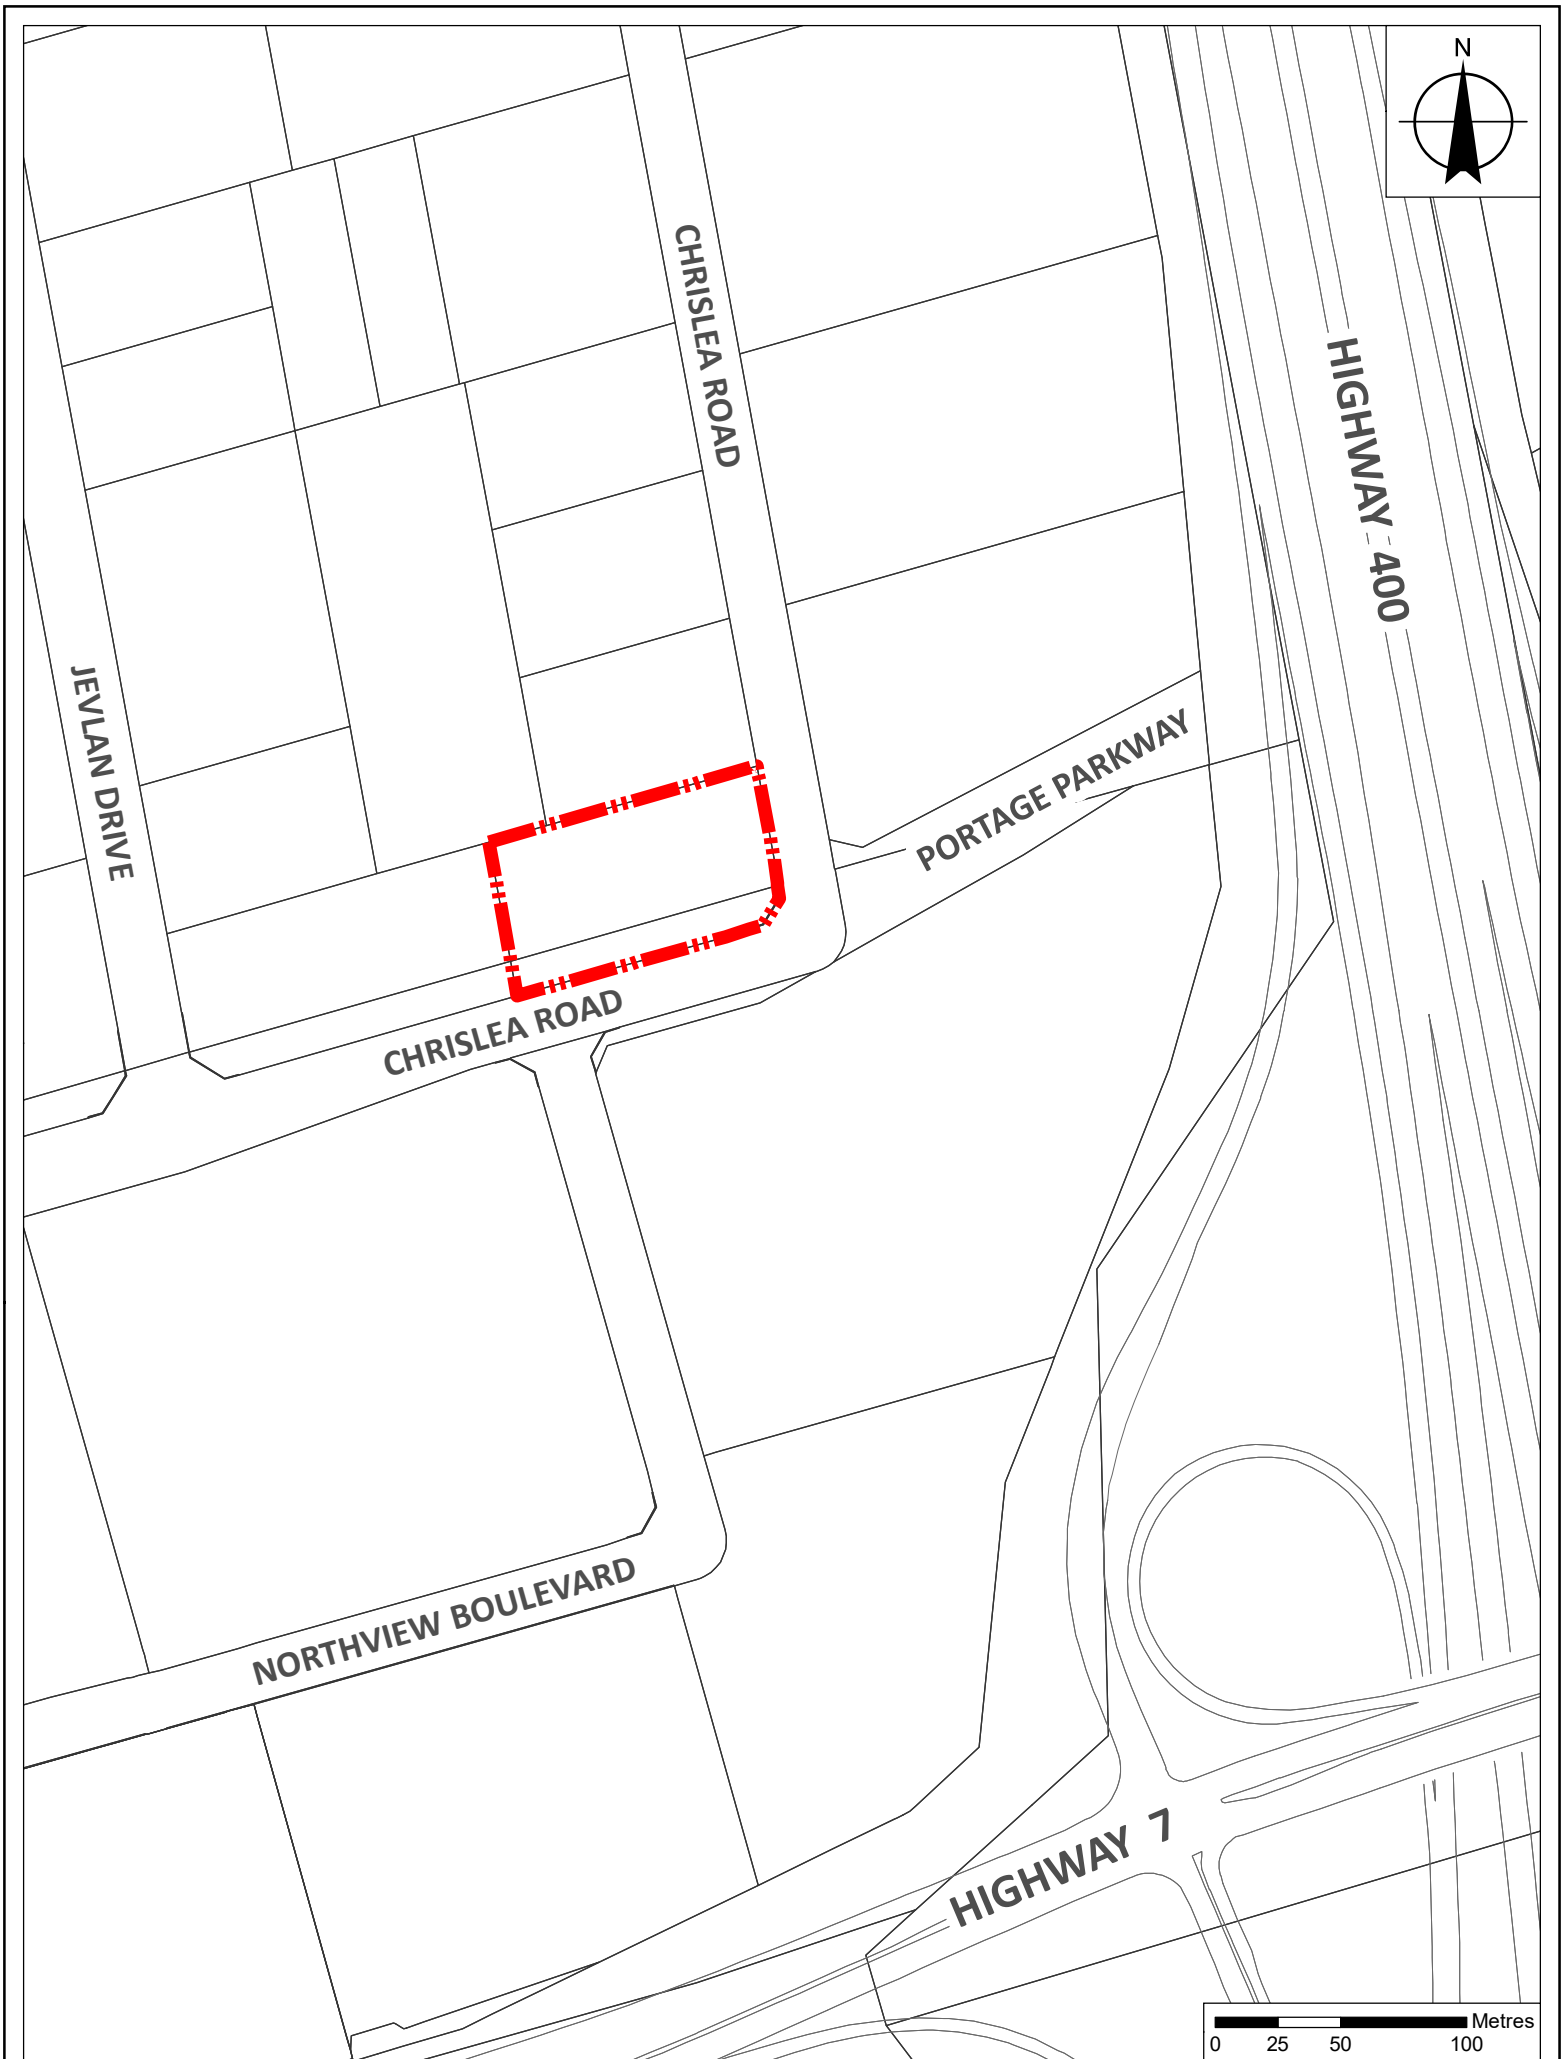 N
CHRISLEA ROAD
HIGHWAY 400
JEVLAN DRIVE
PORTAGE PARKWAY
CHRISLEA ROAD
NORTHVIEW BOULEVARD
HIGHWAY 7
Metres
0 25 50 100